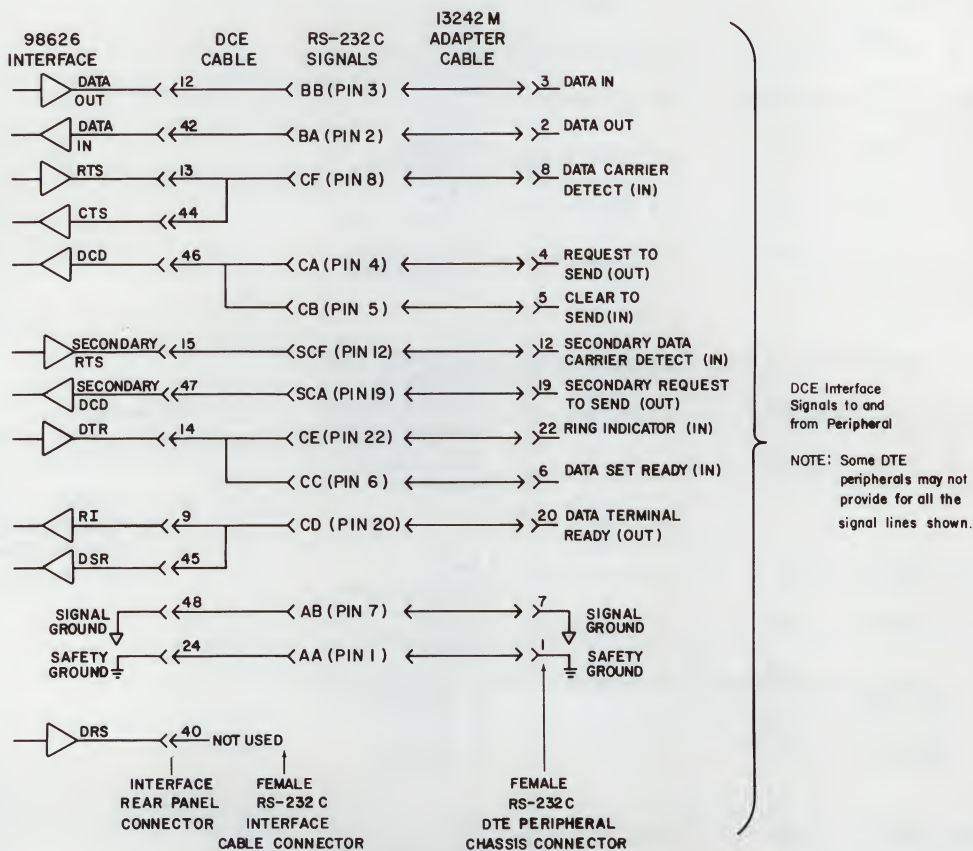 98626 INTERFACE
DCE CABLE
RS-232C SIGNALS
13242M ADAPTER CABLE
DATA OUT 12 BB (PIN 3) 3 DATA IN
DATA IN 42 BA (PIN 2) 2 DATA OUT
RTS 13 CF (PIN 8) 8 DATA CARRIER DETECT (IN)
CTS 44
DCD 46 CA (PIN 4) 4 REQUEST TO SEND (OUT)
CB (PIN 5) 5 CLEAR TO SEND (IN)
SECONDARY RTS 15 SCF (PIN 12) 12 SECONDARY DATA CARRIER DETECT (IN)
SECONDARY DCD 47 SCA (PIN 19) 19 SECONDARY REQUEST TO SEND (OUT)
DTR 14 CE (PIN 22) 22 RING INDICATOR (IN)
CC (PIN 6) 6 DATA SET READY (IN)
RI 9 CD (PIN 20) 20 DATA TERMINAL READY (OUT)
DSR 45
SIGNAL GROUND 48 AB (PIN 7) 7 SIGNAL GROUND
SAFETY GROUND 24 AA (PIN 1) 1 SAFETY GROUND
DRS 40 NOT USED
INTERFACE
REAR PANEL
CONNECTOR
FEMALE
RS-232C
INTERFACE
CABLE CONNECTOR
FEMALE
RS-232C
DTE PERIPHERAL
CHASSIS CONNECTOR
DCE Interface
Signals to and
from Peripheral
NOTE: Some DTE
peripherals may not
provide for all the
signal lines shown.